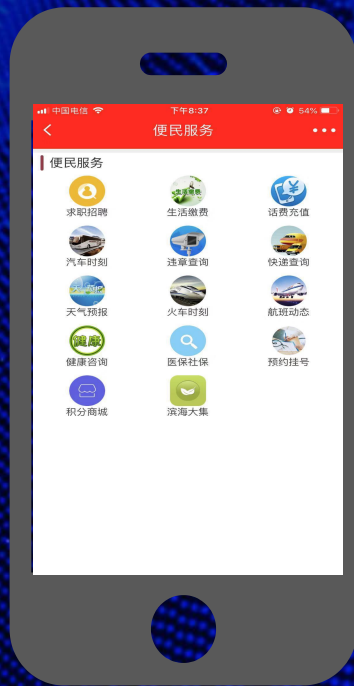 中国电信 下午8:37 54%
便民服务
便民服务
求职招聘 生活缴费 话费充值
汽车时刻 违章查询 快递查询
天气预报 火车时刻 航班动态
健康
健康咨询 医保社保 预约挂号
积分商城 滨海大集